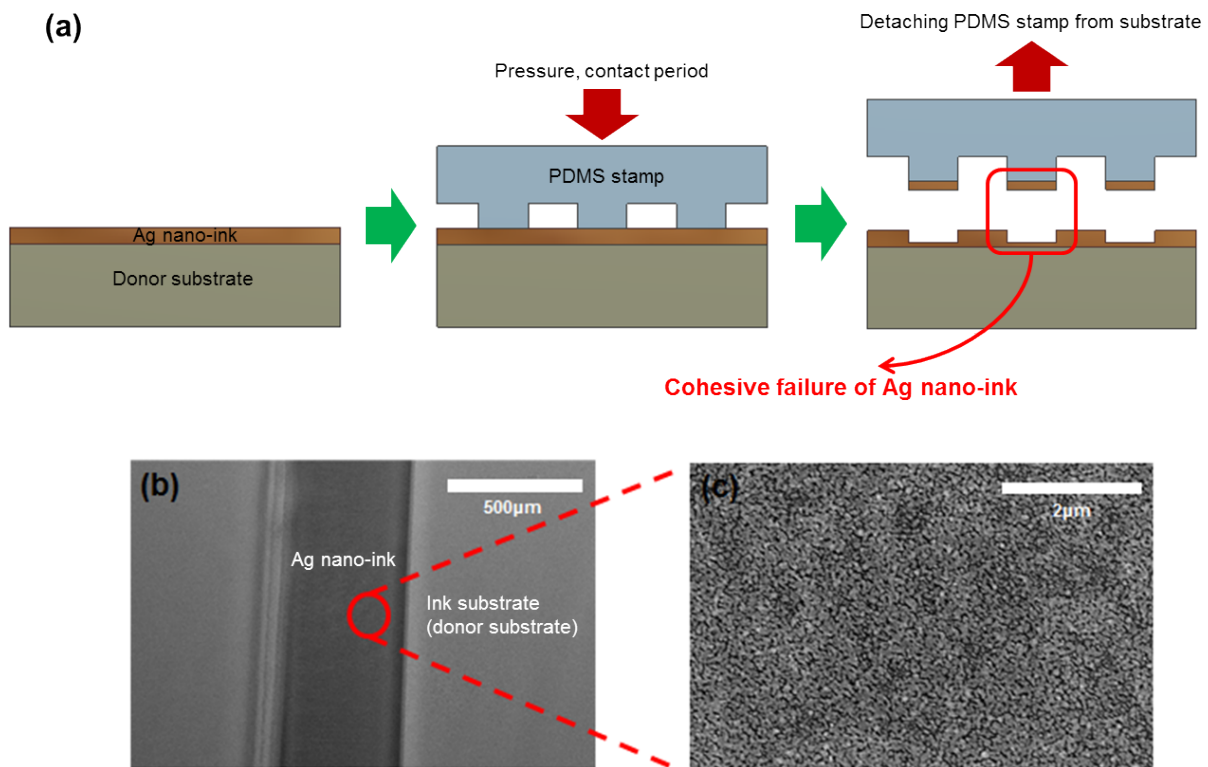 (a)
Detaching PDMS stamp from substrate
Pressure, contact period
PDMS stamp
Ag nano-ink
Donor substrate
Cohesive failure of Ag nano-ink
(b)
500µm
Ag nano-ink
Ink substrate
(donor substrate)
(c)
2µm